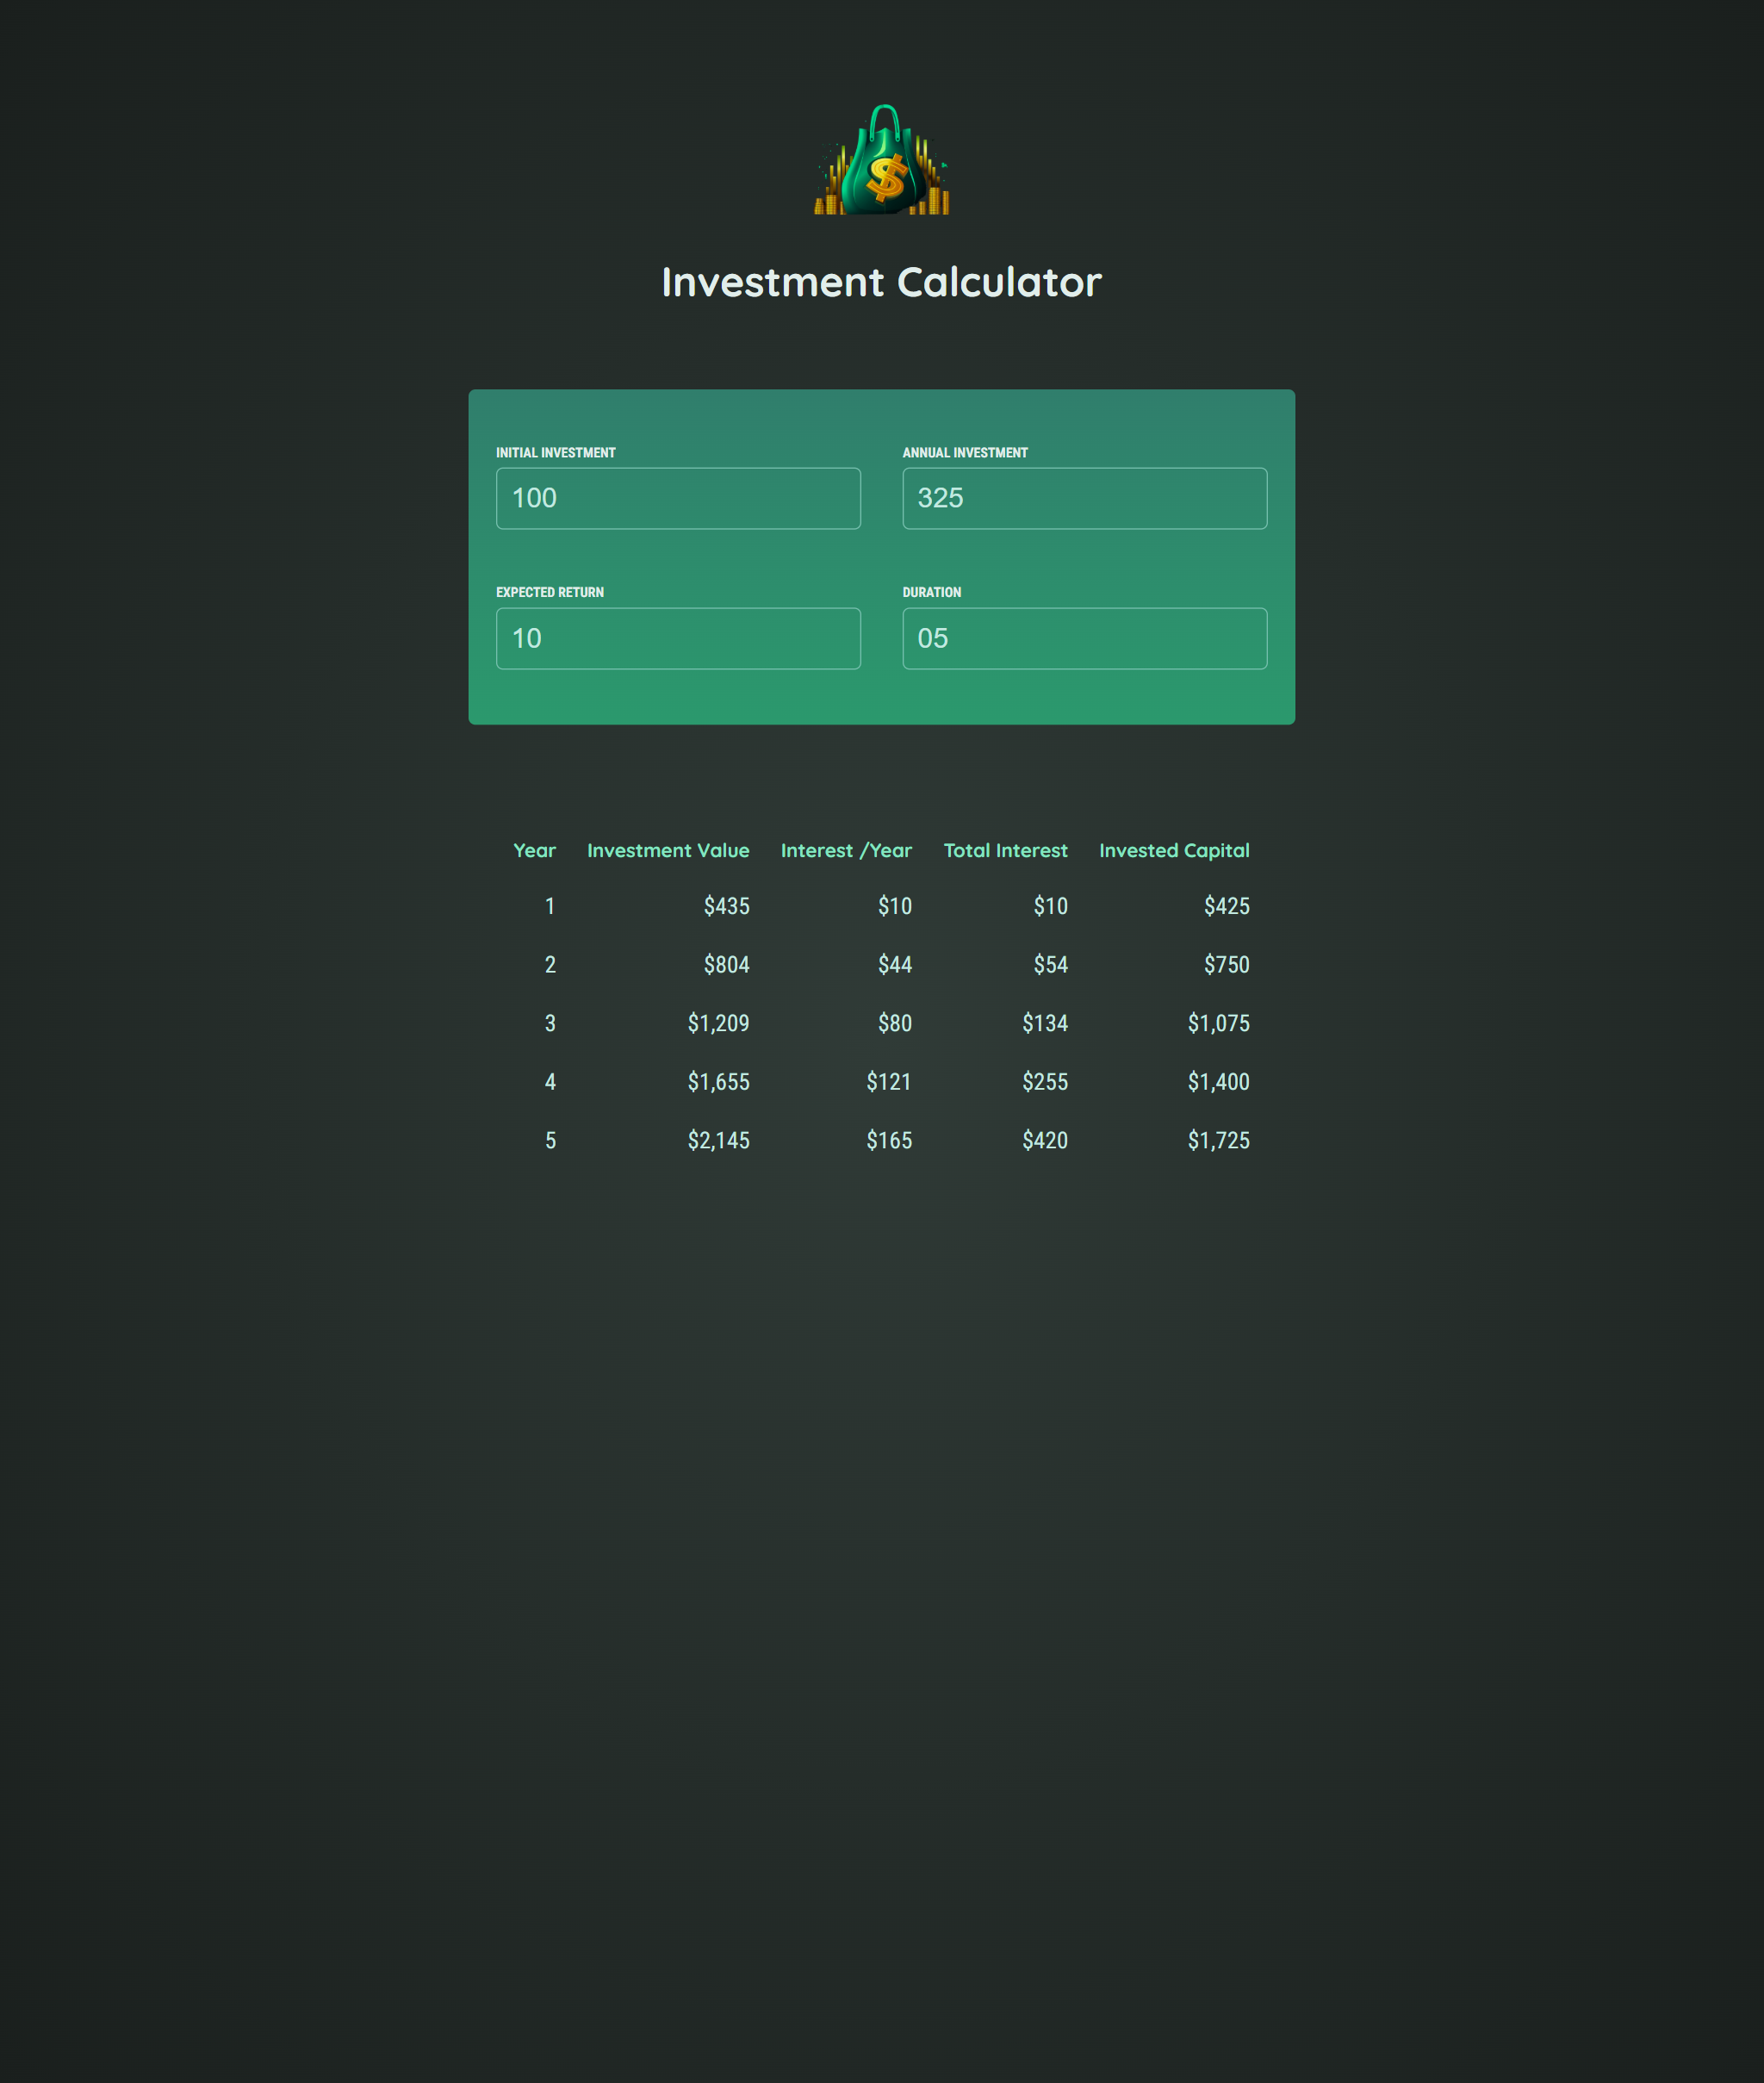 $
Investment Calculator
INITIAL INVESTMENT ANNUAL INVESTMENT
100 325
EXPECTED RETURN DURATION
10 05
Year Investment Value Interest /Year Total Interest Invested Capital
1 $435 $10 $10 $425
2 $804 $44 $54 $750
3 $1,209 $80 $134 $1,075
4 $1,655 $121 $255 $1,400
5 $2,145 $165 $420 $1,725